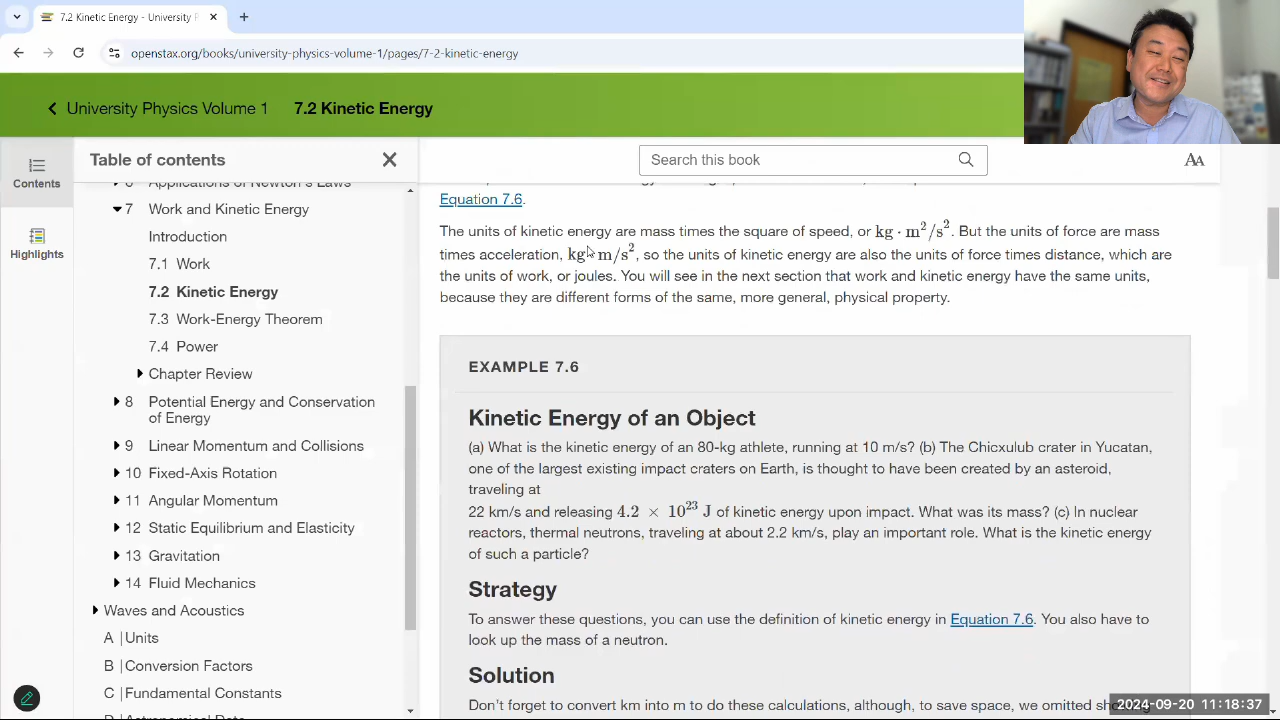 7.2 Kinetic Energy - University P
openstax.org/books/university-physics-volume-1/pages/7-2-kinetic-energy
University Physics Volume 1 7.2 Kinetic Energy
Contents
Highlights
Table of contents
6 Applications of Newton's Laws
7 Work and Kinetic Energy
Introduction
7.1 Work
7.2 Kinetic Energy
7.3 Work-Energy Theorem
7.4 Power
Chapter Review
8 Potential Energy and Conservation
of Energy
9 Linear Momentum and Collisions
10 Fixed-Axis Rotation
11 Angular Momentum
12 Static Equilibrium and Elasticity
13 Gravitation
14 Fluid Mechanics
Waves and Acoustics
A | Units
B | Conversion Factors
C | Fundamental Constants
Search this book
AA
Equation 7.6.
The units of kinetic energy are mass times the square of speed, or kg · m²/s². But the units of force are mass
times acceleration, kg · m/s², so the units of kinetic energy are also the units of force times distance, which are
the units of work, or joules. You will see in the next section that work and kinetic energy have the same units,
because they are different forms of the same, more general, physical property.
EXAMPLE 7.6
Kinetic Energy of an Object
(a) What is the kinetic energy of an 80-kg athlete, running at 10 m/s? (b) The Chicxulub crater in Yucatan,
one of the largest existing impact craters on Earth, is thought to have been created by an asteroid,
traveling at
22 km/s and releasing 4.2 × 10²³ J of kinetic energy upon impact. What was its mass? (c) In nuclear
reactors, thermal neutrons, traveling at about 2.2 km/s, play an important role. What is the kinetic energy
of such a particle?
Strategy
To answer these questions, you can use the definition of kinetic energy in Equation 7.6. You also have to
look up the mass of a neutron.
Solution
Don't forget to convert km into m to do these calculations, although, to save space, we omitted
2024-09-20 11:18:37